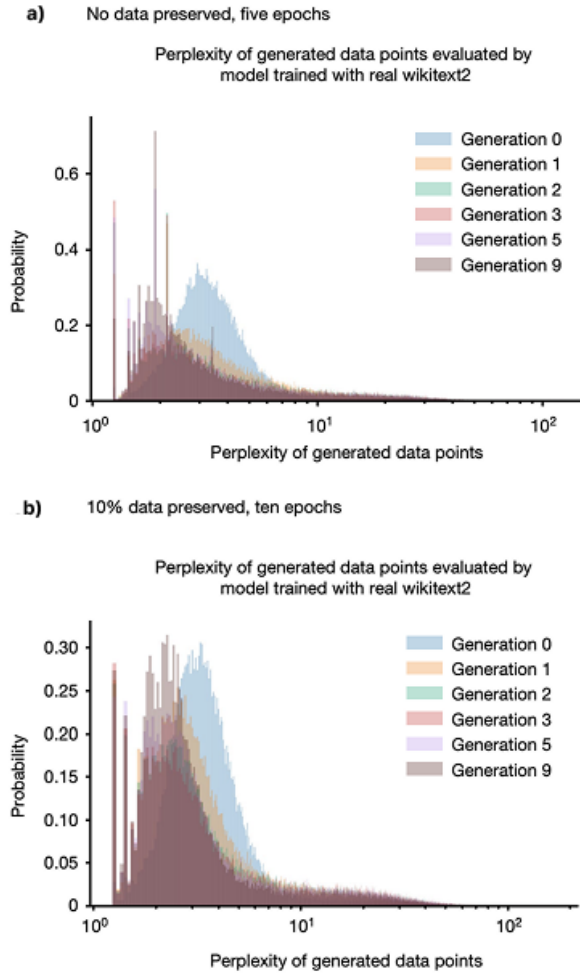 a) No data preserved, five epochs
Perplexity of generated data points evaluated by
model trained with real wikitext2
Generation 0
Generation 1
Generation 2
Generation 3
Generation 5
Generation 9
Probability
0.6
0.4
0.2
0
10⁰
10¹
10²
Perplexity of generated data points
b) 10% data preserved, ten epochs
Perplexity of generated data points evaluated by
model trained with real wikitext2
Generation 0
Generation 1
Generation 2
Generation 3
Generation 5
Generation 9
Probability
0.30
0.25
0.20
0.15
0.10
0.05
0
10⁰
10¹
10²
Perplexity of generated data points